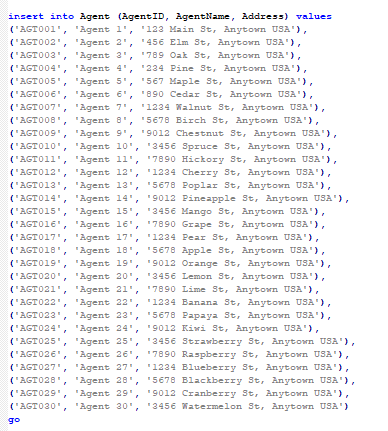 insert into Agent (AgentID, AgentName, Address) values
('AGT001', 'Agent 1', '123 Main St, Anytown USA'),
('AGT002', 'Agent 2', '456 Elm St, Anytown USA'),
('AGT003', 'Agent 3', '789 Oak St, Anytown USA'),
('AGT004', 'Agent 4', '234 Pine St, Anytown USA'),
('AGT005', 'Agent 5', '567 Maple St, Anytown USA'),
('AGT006', 'Agent 6', '890 Cedar St, Anytown USA'),
('AGT007', 'Agent 7', '1234 Walnut St, Anytown USA'),
('AGT008', 'Agent 8', '5678 Birch St, Anytown USA'),
('AGT009', 'Agent 9', '9012 Chestnut St, Anytown USA'),
('AGT010', 'Agent 10', '3456 Spruce St, Anytown USA'),
('AGT011', 'Agent 11', '7890 Hickory St, Anytown USA'),
('AGT012', 'Agent 12', '1234 Cherry St, Anytown USA'),
('AGT013', 'Agent 13', '5678 Poplar St, Anytown USA'),
('AGT014', 'Agent 14', '9012 Pineapple St, Anytown USA'),
('AGT015', 'Agent 15', '3456 Mango St, Anytown USA'),
('AGT016', 'Agent 16', '7890 Grape St, Anytown USA'),
('AGT017', 'Agent 17', '1234 Pear St, Anytown USA'),
('AGT018', 'Agent 18', '5678 Apple St, Anytown USA'),
('AGT019', 'Agent 19', '9012 Orange St, Anytown USA'),
('AGT020', 'Agent 20', '3456 Lemon St, Anytown USA'),
('AGT021', 'Agent 21', '7890 Lime St, Anytown USA'),
('AGT022', 'Agent 22', '1234 Banana St, Anytown USA'),
('AGT023', 'Agent 23', '5678 Papaya St, Anytown USA'),
('AGT024', 'Agent 24', '9012 Kiwi St, Anytown USA'),
('AGT025', 'Agent 25', '3456 Strawberry St, Anytown USA'),
('AGT026', 'Agent 26', '7890 Raspberry St, Anytown USA'),
('AGT027', 'Agent 27', '1234 Blueberry St, Anytown USA'),
('AGT028', 'Agent 28', '5678 Blackberry St, Anytown USA'),
('AGT029', 'Agent 29', '9012 Cranberry St, Anytown USA'),
('AGT030', 'Agent 30', '3456 Watermelon St, Anytown USA')
go